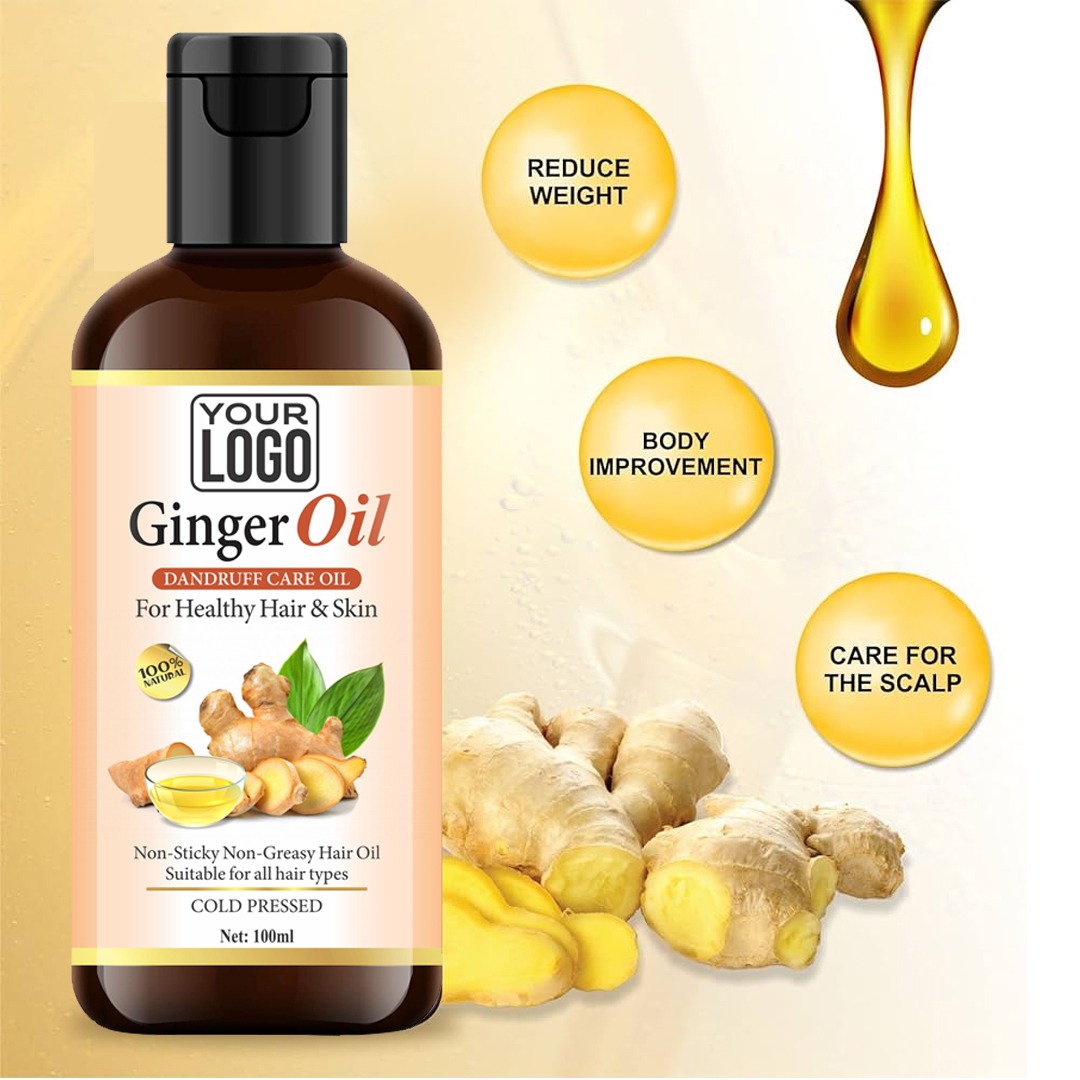 YOUR
LOGO
Ginger Oil
DANDRUFF CARE OIL
For Healthy Hair & Skin
100%
NATURAL
Non-Sticky Non-Greasy Hair Oil
Suitable for all hair types
COLD PRESSED
Net: 100ml
REDUCE
WEIGHT
BODY
IMPROVEMENT
CARE FOR
THE SCALP